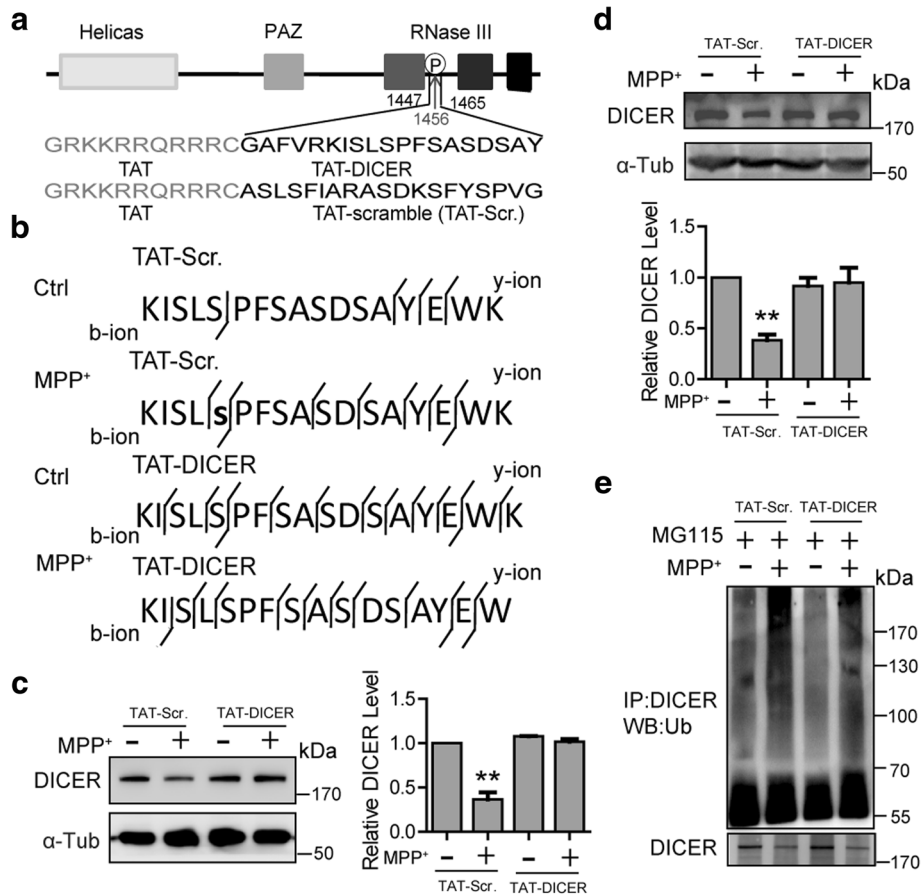 a
Helicas PAZ RNase III
P
1447 1465
1456
GRKKRRQRRRCGAFVRKISLSPFSASDSAY
TAT TAT-DICER
GRKKRRQRRRCASLSFIARASDKSFYSPVG
TAT TAT-scramble (TAT-Scr.)
b
TAT-Scr.
Ctrl y-ion
KISLSPFSASDSAYEWK
b-ion
TAT-Scr.
MPP+ y-ion
KISLsPFSASDSAYEWK
b-ion
TAT-DICER
Ctrl y-ion
KISLSPFSASDSAYEWK
b-ion
TAT-DICER
MPP+ y-ion
KISLSPFSASDSAYEW
b-ion
c
TAT-Scr. TAT-DICER
MPP+ − + − + kDa
DICER
170
α-Tub
50
Relative DICER Level
1.5
1.0
0.5
0.0
**
MPP+ − + − +
TAT-Scr. TAT-DICER
d
TAT-Scr. TAT-DICER
MPP+ − + − + kDa
DICER
170
α-Tub
50
Relative DICER Level
1.5
1.0
0.5
0.0
**
MPP+ − + − +
TAT-Scr. TAT-DICER
e
TAT-Scr. TAT-DICER
MG115 + + + +
MPP+ − + − + kDa
170
130
IP:DICER
WB:Ub
100
70
55
DICER
170